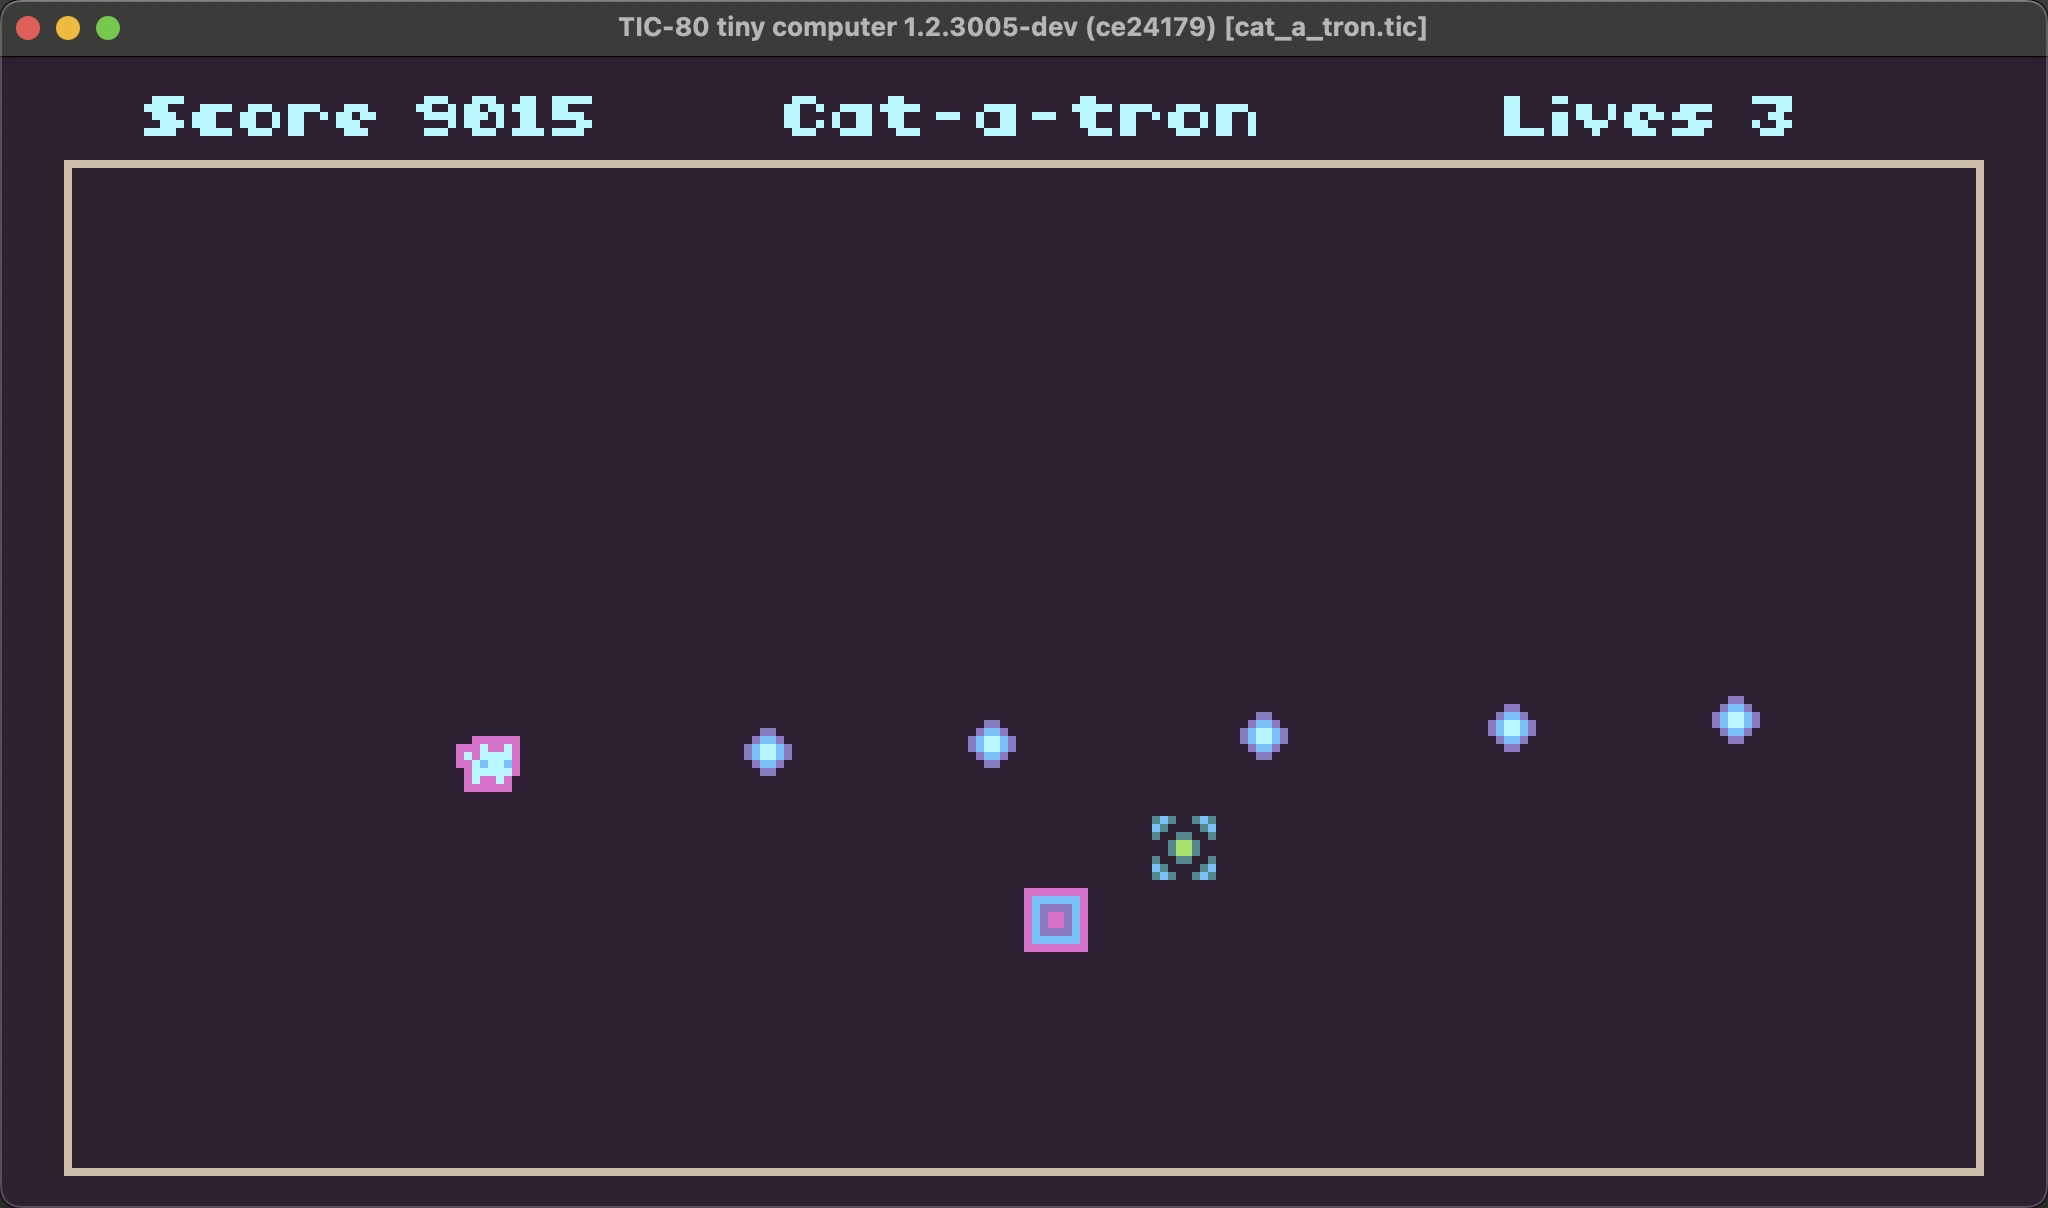 TIC-80 tiny computer 1.2.3005-dev (ce24179) [cat_a_tron.tic]
Score 9015 Cat-a-tron Lives 3